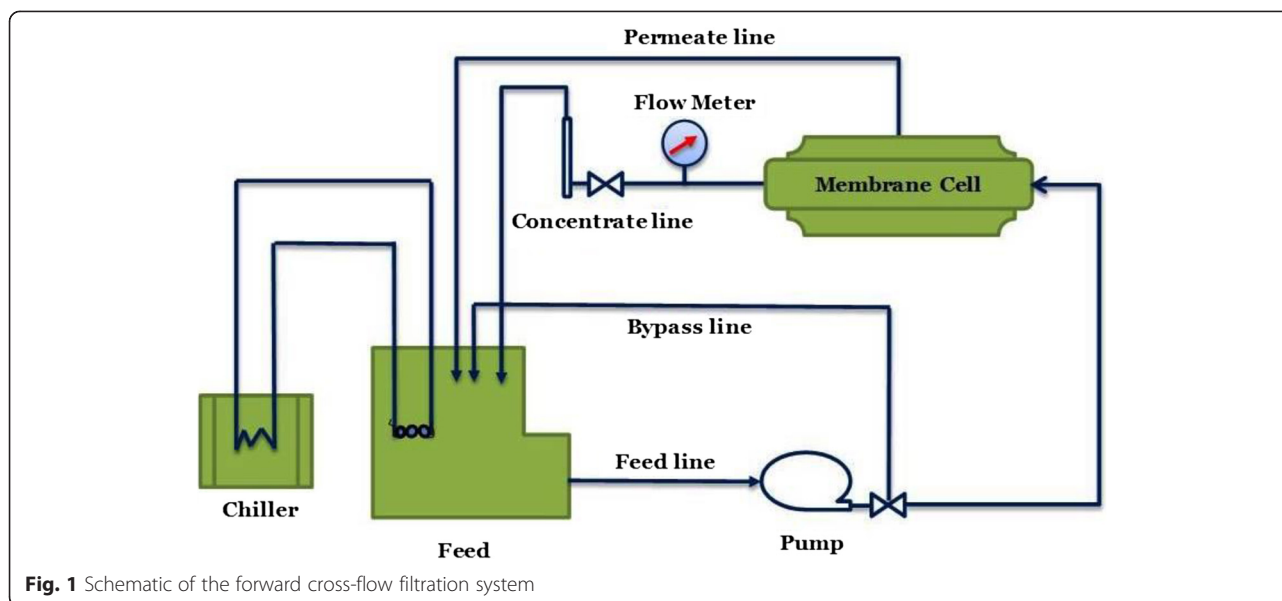 Permeate line
Flow Meter
Membrane Cell
Concentrate line
Bypass line
Feed line
Chiller
Pump
Feed
Fig. 1 Schematic of the forward cross-flow filtration system